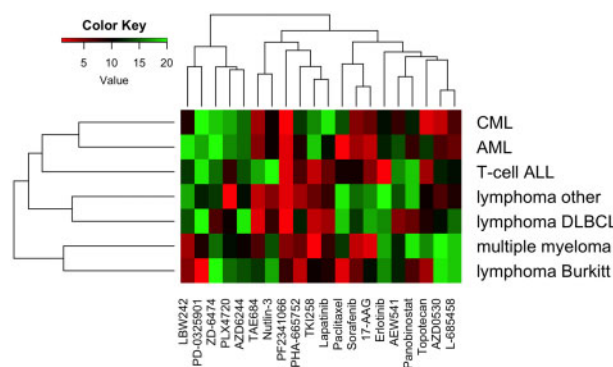 Color Key
5 10 15 20
Value
CML
AML
T-cell ALL
lymphoma other
lymphoma DLBCL
multiple myeloma
lymphoma Burkitt
LBW242
PD-0325901
ZD-6474
PLX4720
AZD6244
TAE684
Nutlin-3
PF2341066
PHA-665752
TKI258
Lapatinib
Paclitaxel
Sorafenib
17-AAG
Erlotinib
AEW541
Panobinostat
Topotecan
AZD0530
L-685458